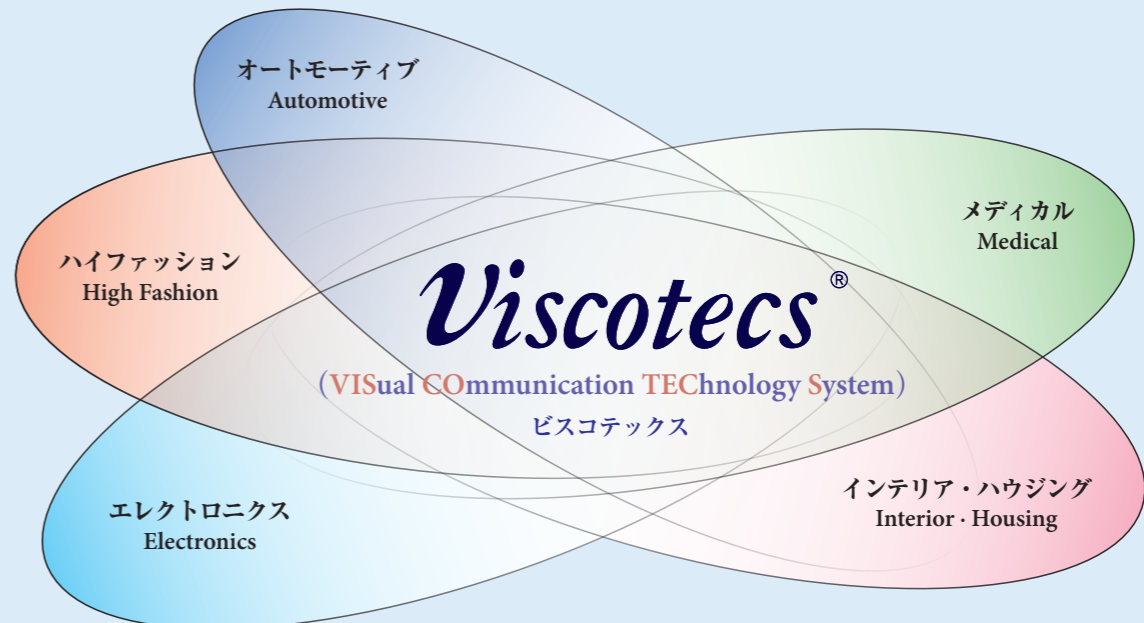 オートモーティブ
Automotive
メディカル
Medical
ハイファッション
High Fashion
Viscotecs®
(VISual COmmunication TEChnology System)
ビスコテックス
エレクトロニクス
Electronics
インテリア・ハウジング
Interior · Housing